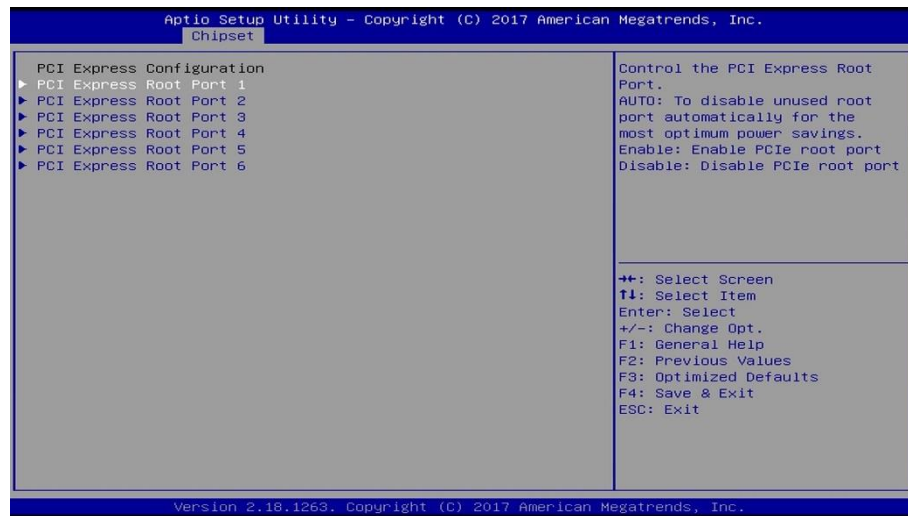 Aptio Setup Utility – Copyright (C) 2017 American Megatrends, Inc.
Chipset
PCI Express Configuration
► PCI Express Root Port 1
► PCI Express Root Port 2
► PCI Express Root Port 3
► PCI Express Root Port 4
► PCI Express Root Port 5
► PCI Express Root Port 6
Control the PCI Express Root
Port.
AUTO: To disable unused root
port automatically for the
most optimum power savings.
Enable: Enable PCIe root port
Disable: Disable PCIe root port
→←: Select Screen
↑↓: Select Item
Enter: Select
+/-: Change Opt.
F1: General Help
F2: Previous Values
F3: Optimized Defaults
F4: Save & Exit
ESC: Exit
Version 2.18.1263. Copyright (C) 2017 American Megatrends, Inc.